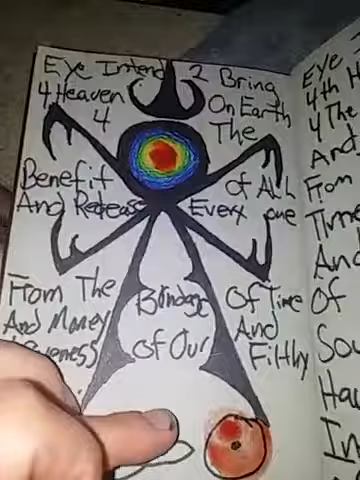 Eye Intend 2 Bring
4 Heaven On Earth
4 The
Benefit of ALL
And Release Every one
From The Bondage Of Time
And Money And
of Our Filthy
Eye
4th H
4 The
And
From
Time
And
Of
Sou
Hav
In